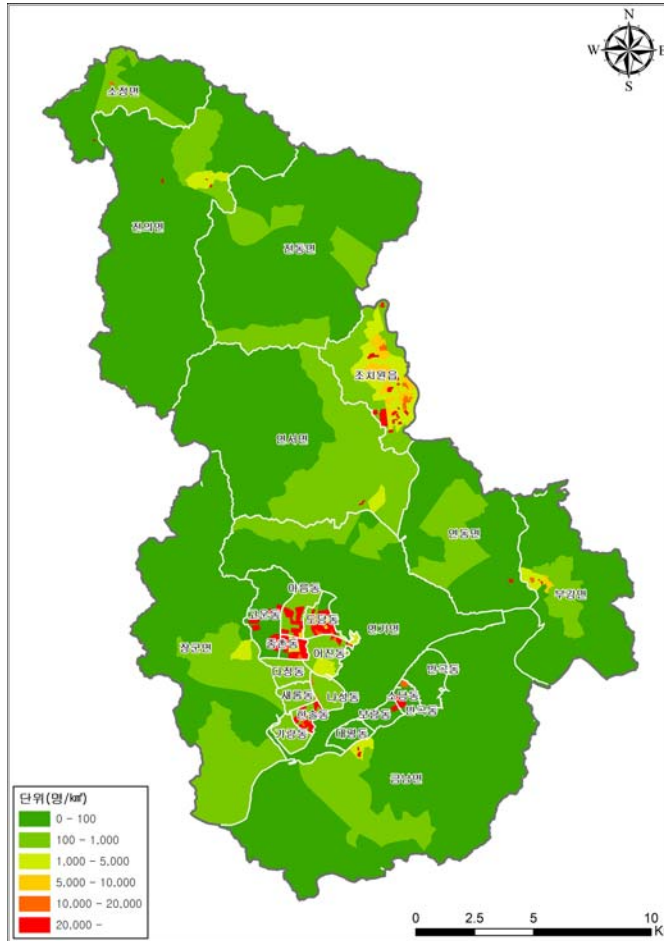 N
W E
S
소정면
전의면
전동면
조치원읍
연서면
연동면
부강면
아름동
고운동
도담동
종촌동
연기면
어진동
장군면
다정동
반곡동
새롬동
나성동
소담동
한솔동
보람동
가람동
대평동
금남면
단위(명/㎢)
0 - 100
100 - 1,000
1,000 - 5,000
5,000 - 10,000
10,000 - 20,000
20,000 -
0 2.5 5 10